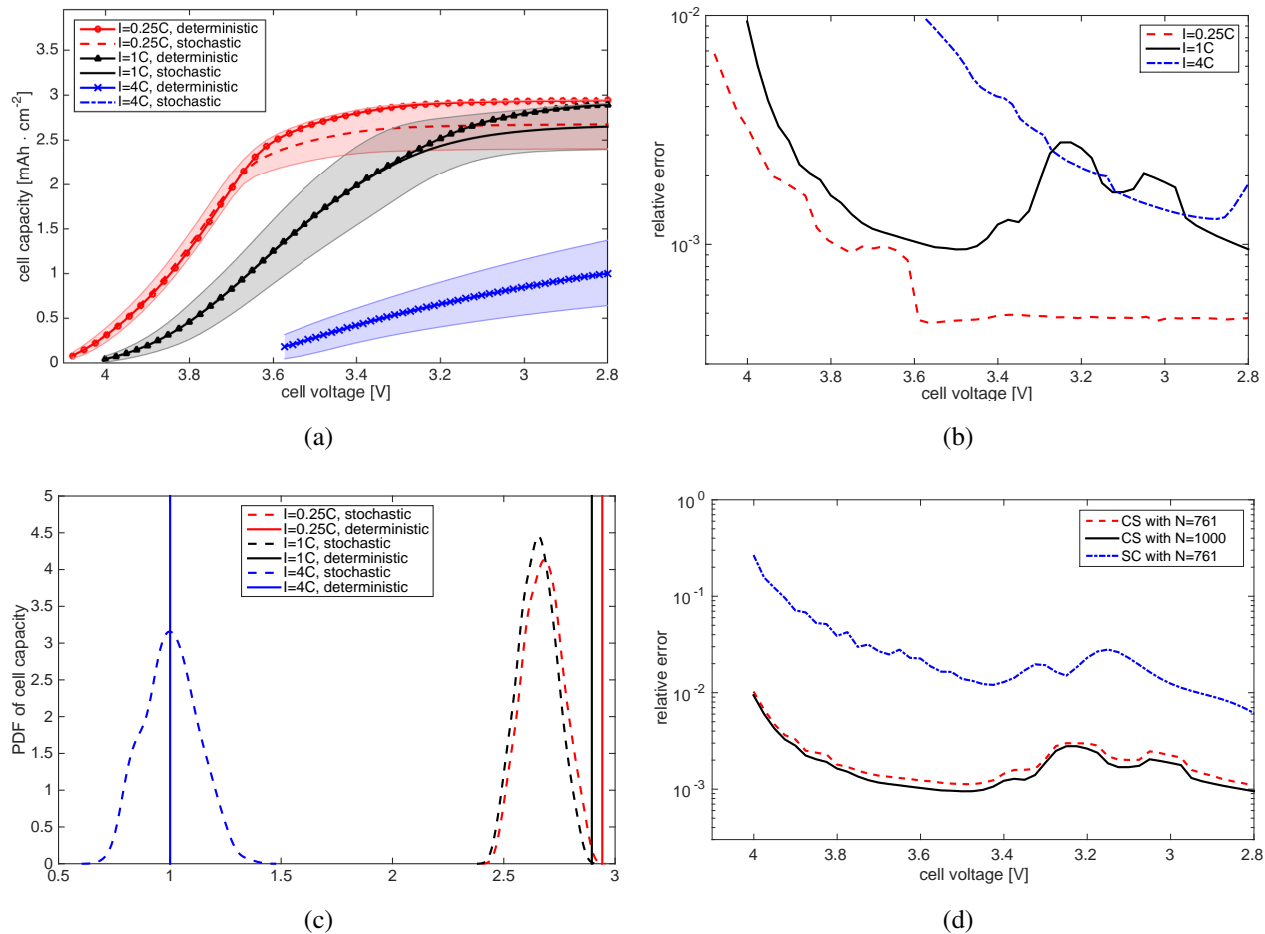 I=0.25C, deterministic
I=0.25C, stochastic
I=1C, deterministic
I=1C, stochastic
I=4C, deterministic
I=4C, stochastic
3.5
3
2.5
2
1.5
1
0.5
0
cell capacity [mAh · cm⁻²]
4 3.8 3.6 3.4 3.2 3 2.8
cell voltage [V]
(a)
10⁻²
10⁻³
relative error
I=0.25C
I=1C
I=4C
4 3.8 3.6 3.4 3.2 3 2.8
cell voltage [V]
(b)
5
4.5
4
3.5
3
2.5
2
1.5
1
0.5
0
PDF of cell capacity
I=0.25C, stochastic
I=0.25C, deterministic
I=1C, stochastic
I=1C, deterministic
I=4C, stochastic
I=4C, deterministic
0.5 1 1.5 2 2.5 3
(c)
10⁰
10⁻¹
10⁻²
10⁻³
relative error
CS with N=761
CS with N=1000
SC with N=761
4 3.8 3.6 3.4 3.2 3 2.8
cell voltage [V]
(d)